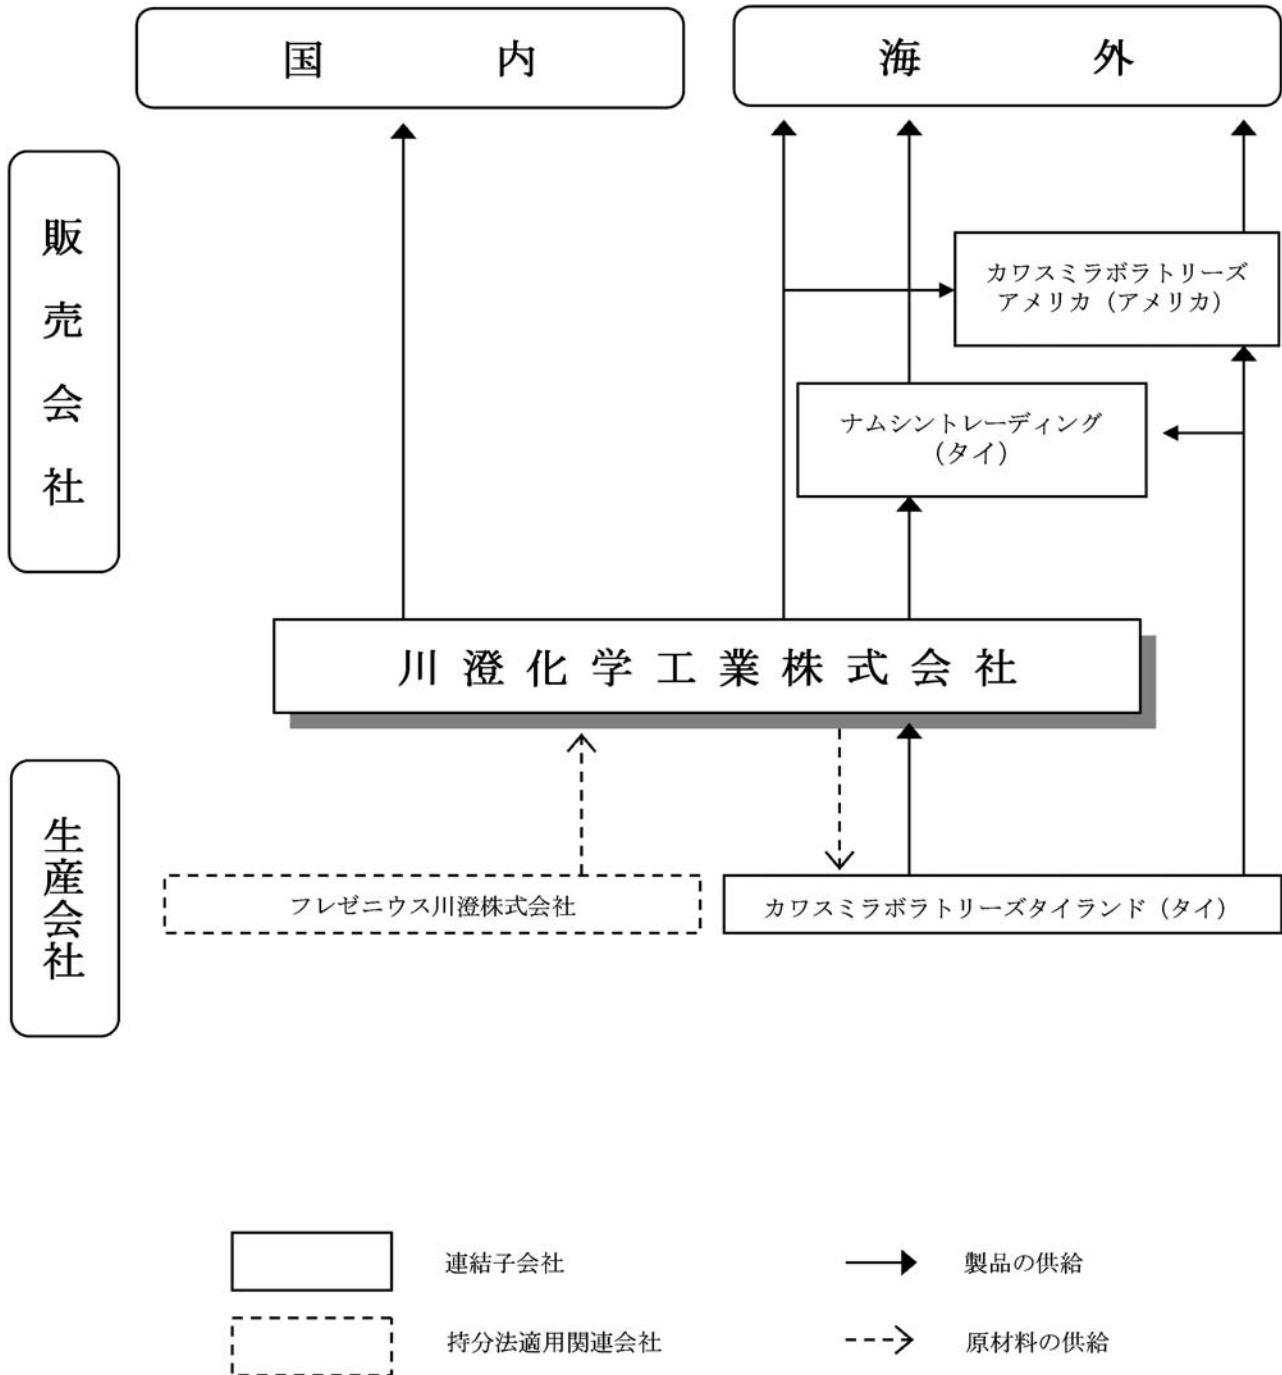 国内
海外
販売会社
カワスミラボラトリーズ
アメリカ（アメリカ）
ナムシントレーディング
（タイ）
川澄化学工業株式会社
生産会社
フレゼニウス川澄株式会社
カワスミラボラトリーズタイランド（タイ）
連結子会社
製品の供給
持分法適用関連会社
原材料の供給